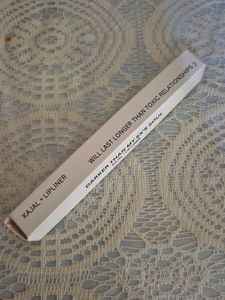 KAJAL + LIPLINER
WILL LAST LONGER THAN TOXIC RELATIONSHIPS ;)
DARKER THAN MY EX'S SOUL